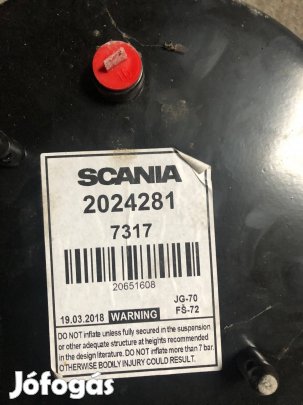 SCANIA
2024281
7317
20651608
JG-70
19.03.2018 WARNING FŠ-72
DO NOT inflate unless fully secured in the suspension
or other adequate structure at heights recommended
in the design literature. DO NOT inflate more than 7 bar.
OTHERWISE BODILY INJURY COULD RESULT.
Jófogás